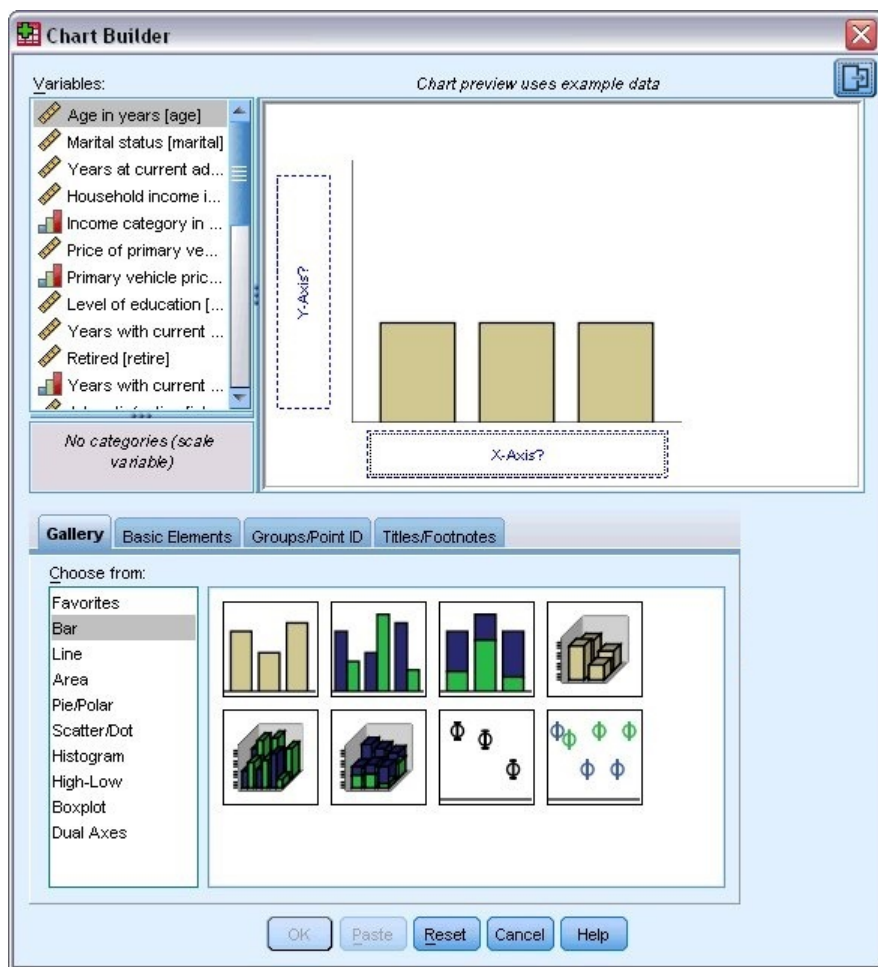 Chart Builder
Variables:
Chart preview uses example data
Age in years [age]
Marital status [marital]
Years at current ad...
Household income i...
Income category in ...
Price of primary ve...
Primary vehicle pric...
Level of education [...
Years with current ...
Retired [retire]
Years with current ...
No categories (scale
variable)
Y-Axis?
X-Axis?
Gallery
Basic Elements
Groups/Point ID
Titles/Footnotes
Choose from:
Favorites
Bar
Line
Area
Pie/Polar
Scatter/Dot
Histogram
High-Low
Boxplot
Dual Axes
OK
Paste
Reset
Cancel
Help